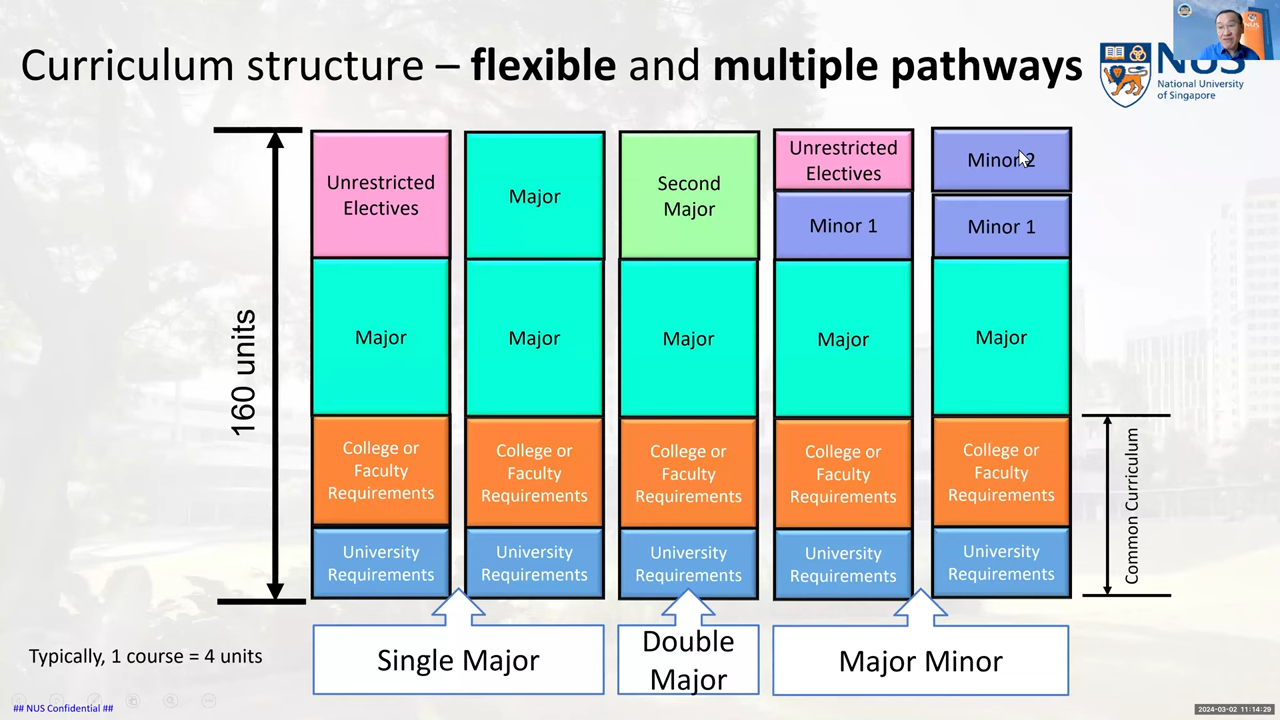 Curriculum structure – flexible and multiple pathways
NUS
National University
of Singapore
160 units
Unrestricted
Electives
Major
College or
Faculty
Requirements
University
Requirements
Major
Major
College or
Faculty
Requirements
University
Requirements
Second
Major
Major
College or
Faculty
Requirements
University
Requirements
Unrestricted
Electives
Minor 1
Major
College or
Faculty
Requirements
University
Requirements
Minor 2
Minor 1
Major
College or
Faculty
Requirements
University
Requirements
Common Curriculum
Single Major
Double
Major
Major Minor
Typically, 1 course = 4 units
## NUS Confidential ##
2024-03-02 11:14:29